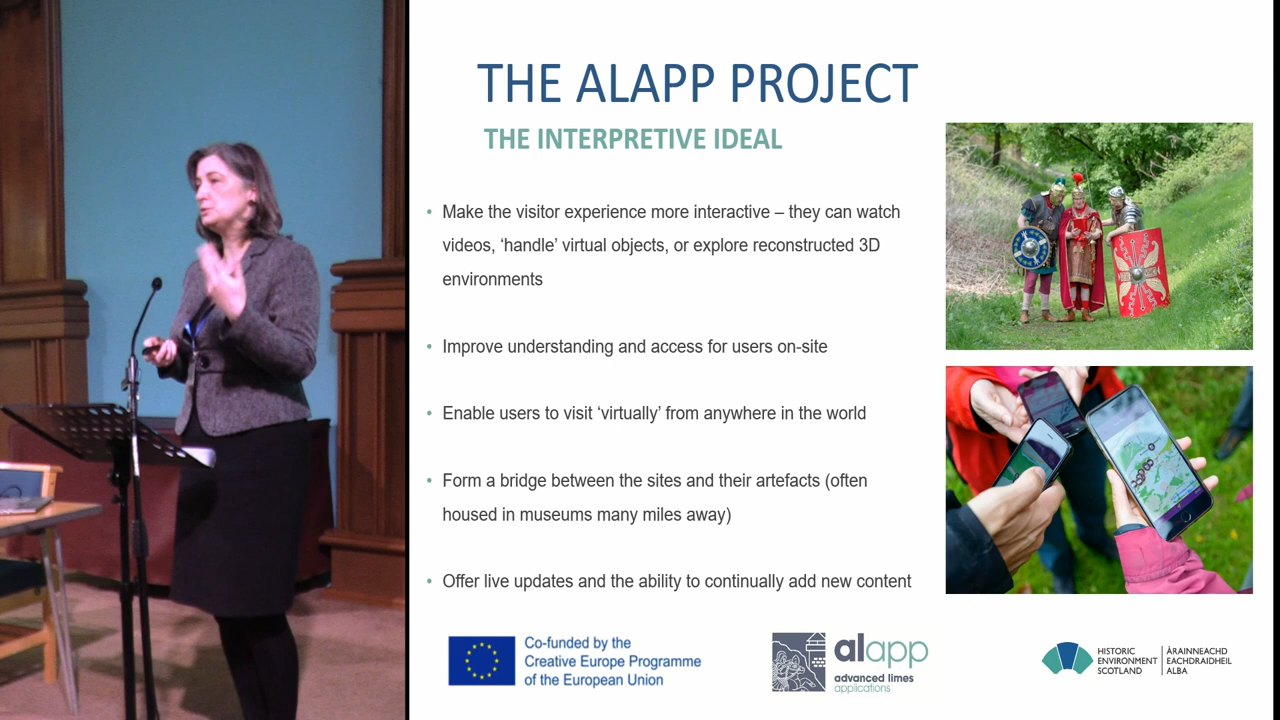 THE ALAPP PROJECT
THE INTERPRETIVE IDEAL
• Make the visitor experience more interactive – they can watch
videos, ‘handle’ virtual objects, or explore reconstructed 3D
environments
• Improve understanding and access for users on-site
• Enable users to visit ‘virtually’ from anywhere in the world
• Form a bridge between the sites and their artefacts (often
housed in museums many miles away)
• Offer live updates and the ability to continually add new content
Co-funded by the
Creative Europe Programme
of the European Union
alapp
advanced limes
applications
HISTORIC
ENVIRONMENT
SCOTLAND
ÀRAINNEACHD
EACHDRAIDHEIL
ALBA